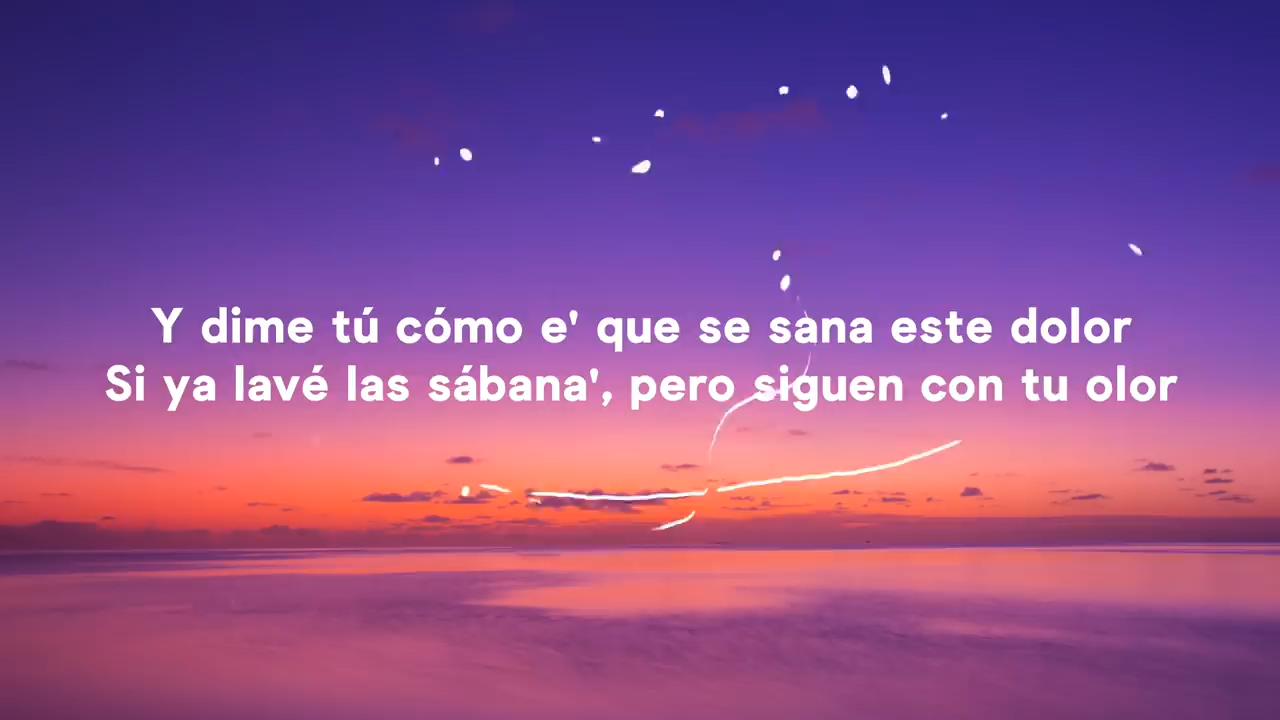 Y dime tú cómo e' que se sana este dolor
Si ya lavé las sábana', pero siguen con tu olor